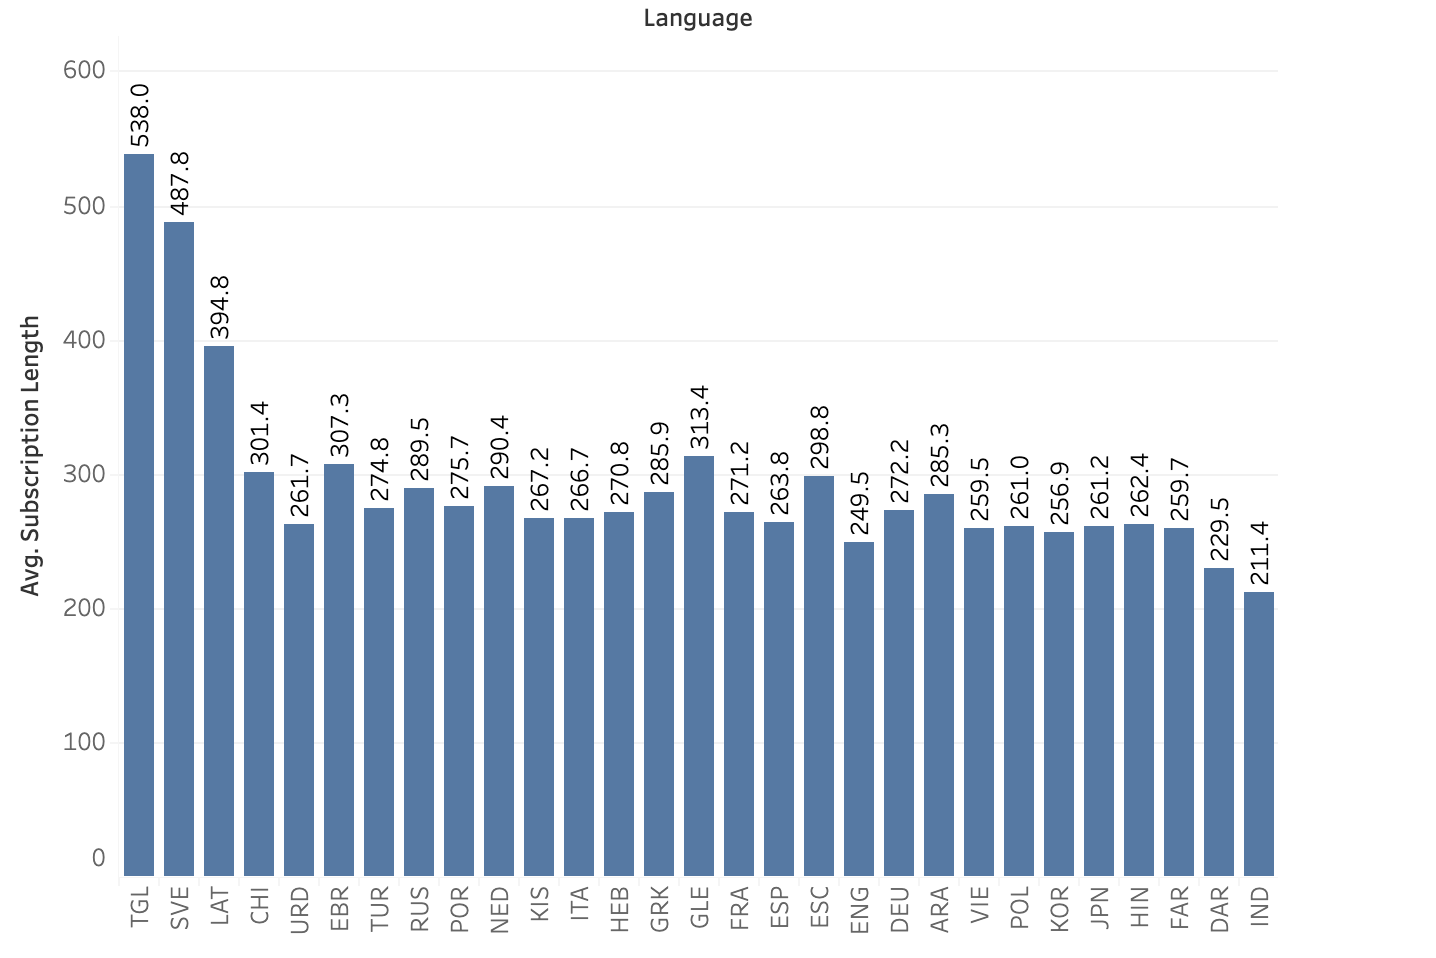 Language
Avg. Subscription Length
600
500
400
300
200
100
0
538.0
487.8
394.8
301.4
261.7
307.3
274.8
289.5
275.7
290.4
267.2
266.7
270.8
285.9
313.4
271.2
263.8
298.8
249.5
272.2
285.3
259.5
261.0
256.9
261.2
262.4
259.7
229.5
211.4
TGL
SVE
LAT
CHI
URD
EBR
TUR
RUS
POR
NED
KIS
ITA
HEB
GRK
GLE
FRA
ESP
ESC
ENG
DEU
ARA
VIE
POL
KOR
JPN
HIN
FAR
DAR
IND